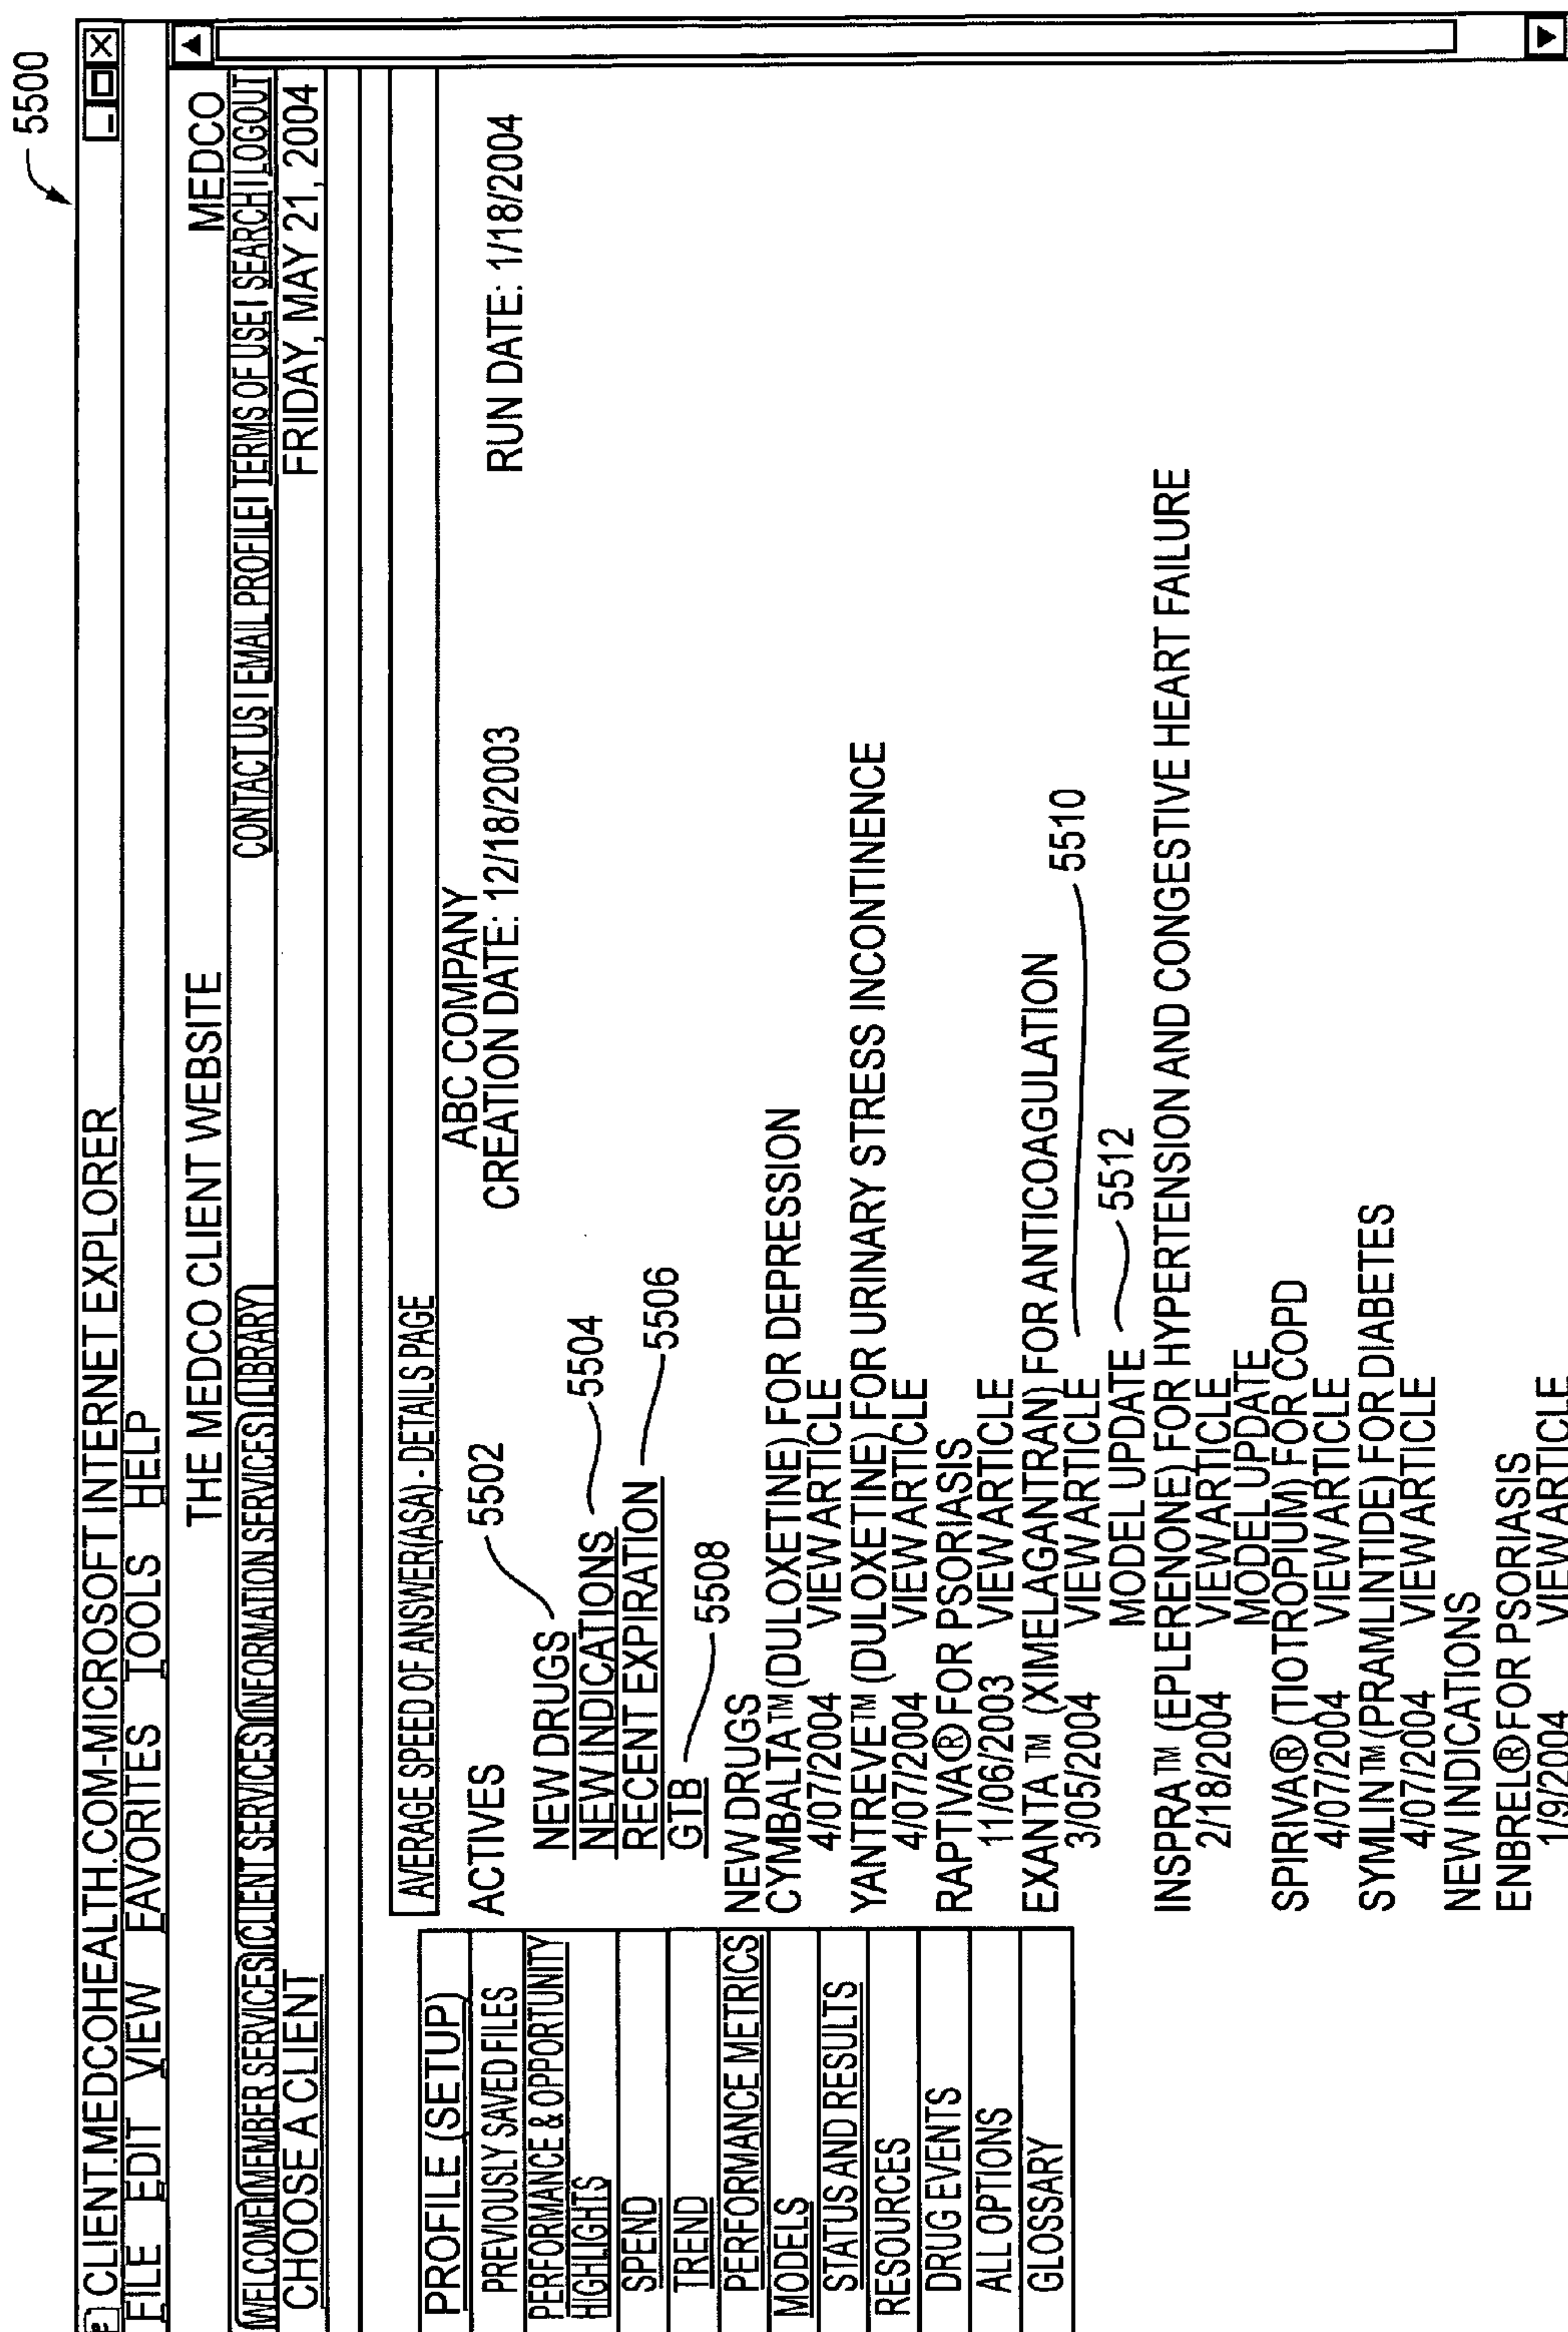 5500
CLIENT.MEDCOHEALTH.COM-MICROSOFT INTERNET EXPLORER
FILE EDIT VIEW FAVORITES TOOLS HELP
THE MEDCO CLIENT WEBSITE MEDCO
WELCOME MEMBER SERVICES CLIENT SERVICES INFORMATION SERVICES LIBRARY CONTACT US | EMAIL PROFILE | TERMS OF USE | SEARCH | LOGOUT
CHOOSE A CLIENT FRIDAY, MAY 21, 2004
PROFILE (SETUP)
PREVIOUSLY SAVED FILES
PERFORMANCE & OPPORTUNITY
HIGHLIGHTS
SPEND
TREND
PERFORMANCE METRICS
MODELS
STATUS AND RESULTS
RESOURCES
DRUG EVENTS
ALL OPTIONS
GLOSSARY
AVERAGE SPEED OF ANSWER(ASA) - DETAILS PAGE
ABC COMPANY
ACTIVES CREATION DATE: 12/18/2003 RUN DATE: 1/18/2004
NEW DRUGS 5502
NEW INDICATIONS 5504
RECENT EXPIRATION 5506
GTB 5508
NEW DRUGS
CYMBALTA™ (DULOXETINE) FOR DEPRESSION
4/07/2004 VIEW ARTICLE
YANTREVE™ (DULOXETINE) FOR URINARY STRESS INCONTINENCE
4/07/2004 VIEW ARTICLE
RAPTIVA® FOR PSORIASIS
11/06/2003 VIEW ARTICLE
EXANTA™ (XIMELAGANTRAN) FOR ANTICOAGULATION
3/05/2004 VIEW ARTICLE 5510
MODEL UPDATE 5512
INSPRA™ (EPLERENONE) FOR HYPERTENSION AND CONGESTIVE HEART FAILURE
2/18/2004 VIEW ARTICLE
MODEL UPDATE
SPIRIVA® (TIOTROPIUM) FOR COPD
4/07/2004 VIEW ARTICLE
SYMLIN™ (PRAMLINTIDE) FOR DIABETES
4/07/2004 VIEW ARTICLE
NEW INDICATIONS
ENBREL® FOR PSORIASIS
1/9/2004 VIEW ARTICLE